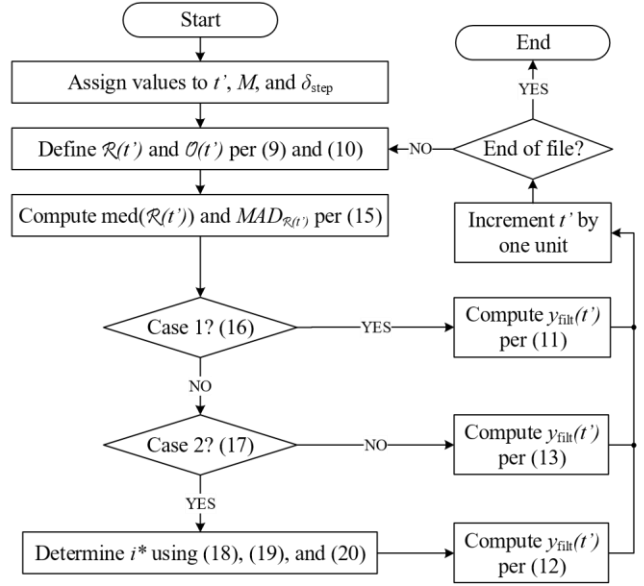 Start
End
Assign values to t’, M, and δstep
YES
Define ℛ(t’) and 𝒪(t’) per (9) and (10)
NO
End of file?
Compute med(ℛ(t’)) and MADℛ(t’) per (15)
Increment t’ by
one unit
Case 1? (16)
YES
Compute yfilt(t’)
per (11)
NO
Case 2? (17)
NO
Compute yfilt(t’)
per (13)
YES
Determine i* using (18), (19), and (20)
Compute yfilt(t’)
per (12)